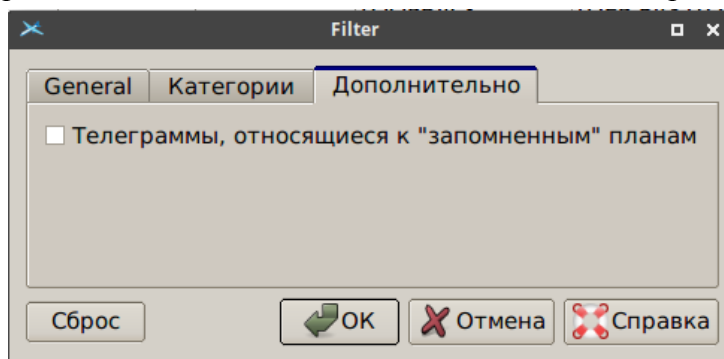 Filter
General Категории Дополнительно
Телеграммы, относящиеся к "запомненным" планам
Сброс OK Отмена Справка